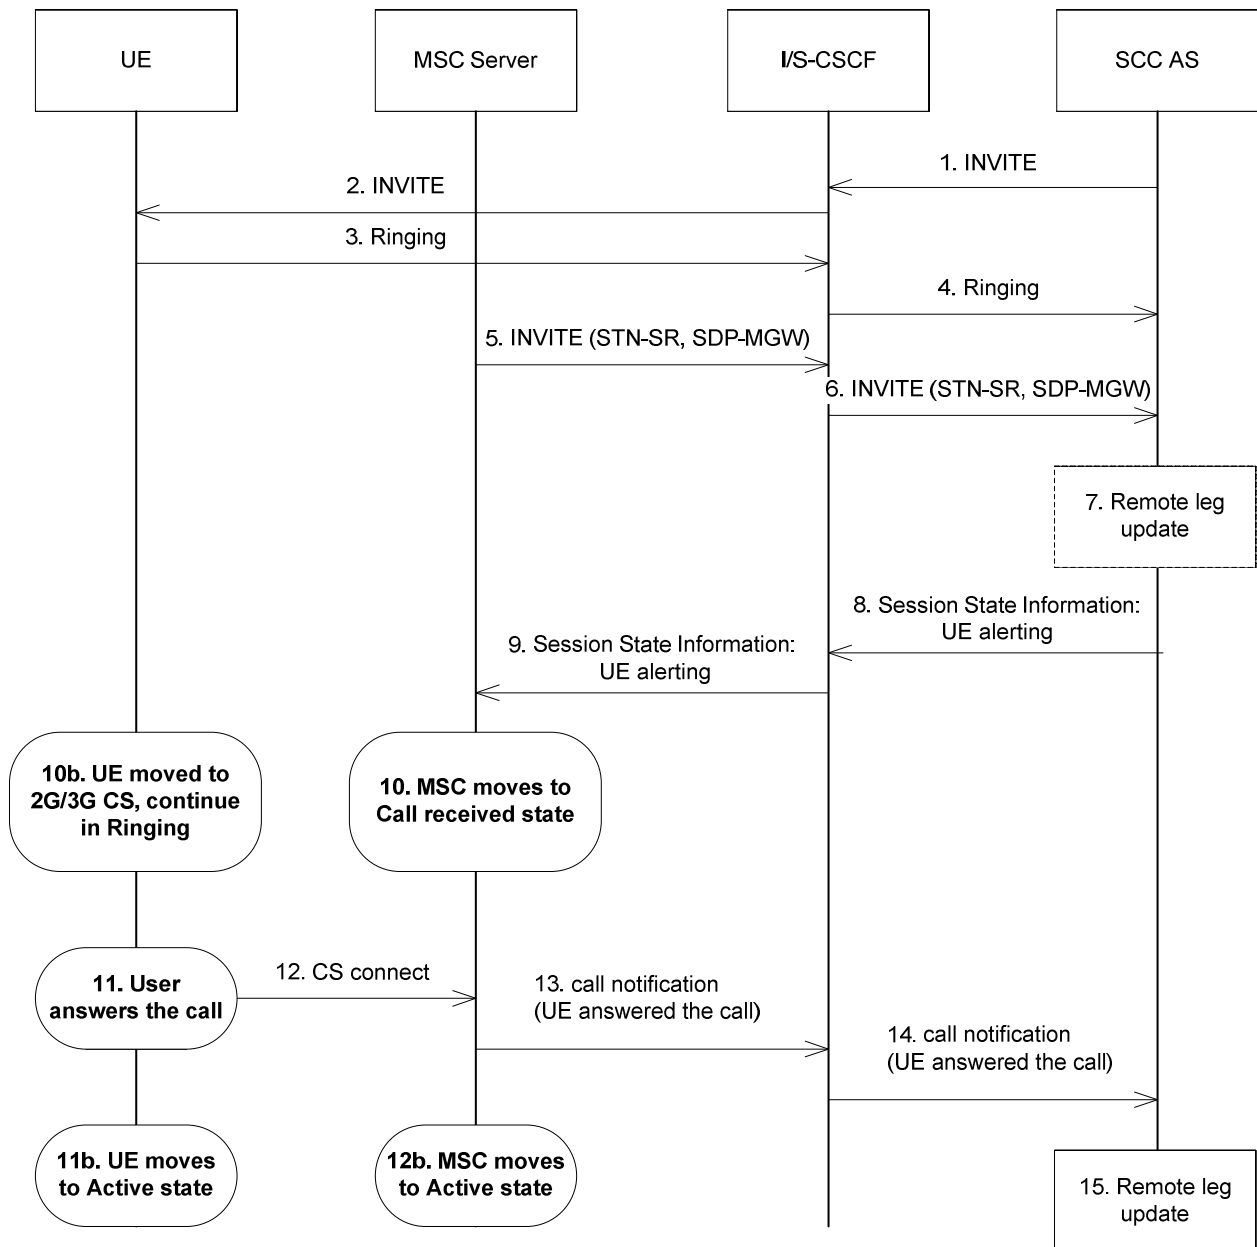 UE
MSC Server
I/S-CSCF
SCC AS
1. INVITE
2. INVITE
3. Ringing
4. Ringing
5. INVITE (STN-SR, SDP-MGW)
6. INVITE (STN-SR, SDP-MGW)
7. Remote leg
update
8. Session State Information:
UE alerting
9. Session State Information:
UE alerting
10b. UE moved to
2G/3G CS, continue
in Ringing
10. MSC moves to
Call received state
11. User
answers the call
12. CS connect
13. call notification
(UE answered the call)
14. call notification
(UE answered the call)
11b. UE moves
to Active state
12b. MSC moves
to Active state
15. Remote leg
update